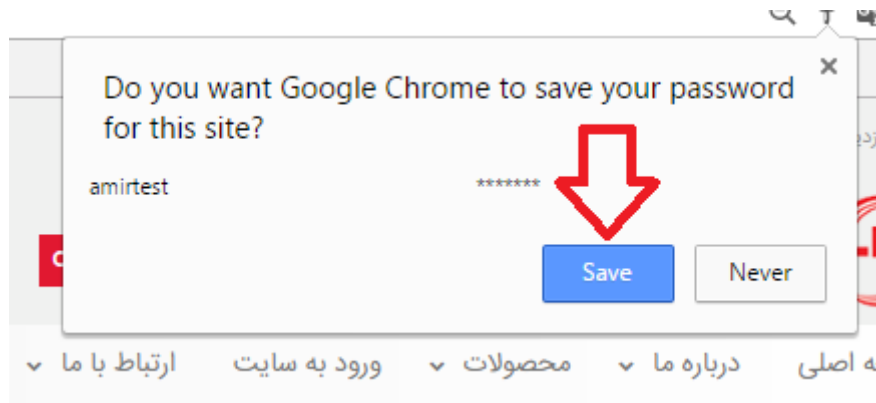 Do you want Google Chrome to save your password
for this site?
amirtest *******
Save Never
اصلی درباره ما محصولات ورود به سایت ارتباط با ما